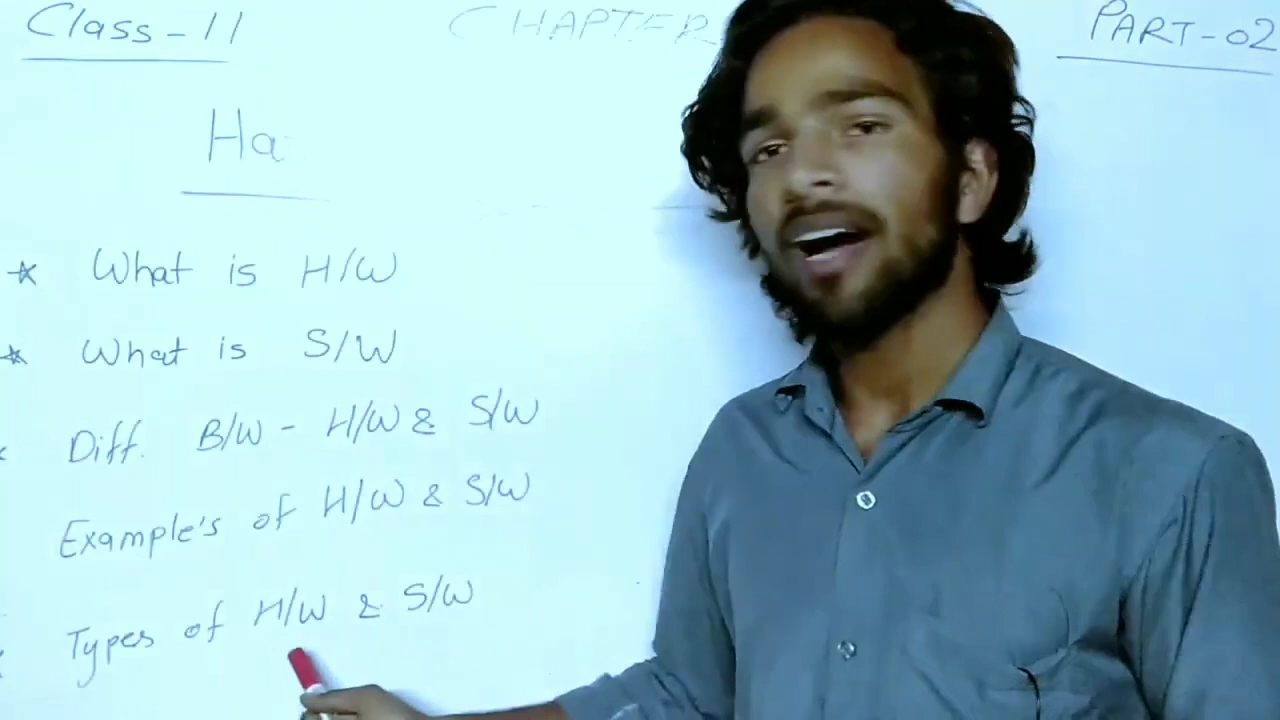 Class-11
CHAPTER
PART-02
Ha
* What is H/W
* What is S/W
Diff. B/W - H/W & S/W
Example's of H/W & S/W
Types of H/W & S/W